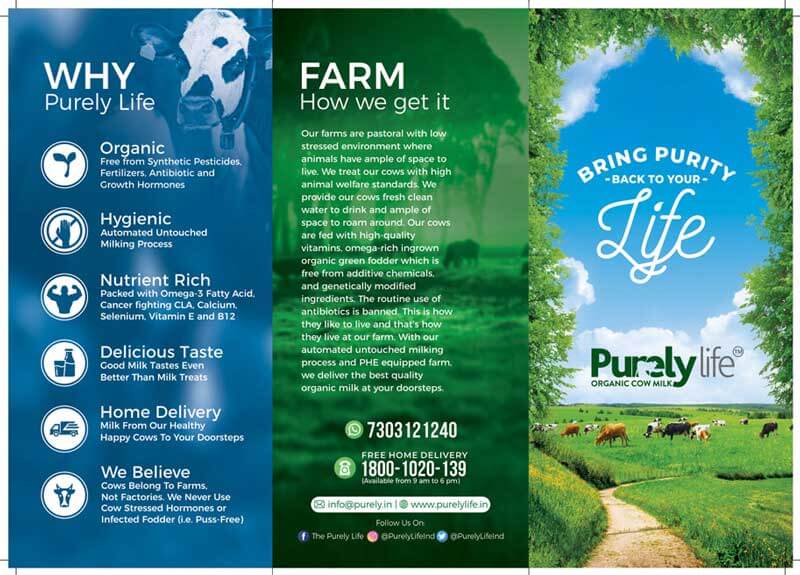 WHY
Purely Life
Organic
Free from Synthetic Pesticides,
Fertilizers, Antibiotic and
Growth Hormones
Hygienic
Automated Untouched
Milking Process
Nutrient Rich
Packed with Omega-3 Fatty Acid,
Cancer fighting CLA, Calcium,
Selenium, Vitamin E and B12
Delicious Taste
Good Milk Tastes Even
Better Than Milk Treats
Home Delivery
Milk From Our Healthy
Happy Cows To Your Doorsteps
We Believe
Cows Belong To Farms,
Not Factories. We Never Use
Cow Stressed Hormones or
Infected Fodder (i.e. Puss-Free)
FARM
How we get it
Our farms are pastoral with low
stressed environment where
animals have ample of space to
live. We treat our cows with high
animal welfare standards. We
provide our cows fresh clean
water to drink and ample of
space to roam around. Our cows
are fed with high-quality
vitamins, omega-rich ingrown
organic green fodder which is
free from additive chemicals,
and genetically modified
ingredients. The routine use of
antibiotics is banned. This is how
they like to live and that's how
they live at our farm. With our
automated untouched milking
process and PHE equipped farm,
we deliver the best quality
organic milk at your doorsteps.
7303121240
FREE HOME DELIVERY
1800-1020-139
(Available from 9 am to 6 pm)
info@purely.in | www.purelylife.in
Follow Us On:
The Purely Life @PurelyLifeInd @PurelyLifeInd
BRING PURITY
- BACK TO YOUR -
Life
Purely life™
ORGANIC COW MILK